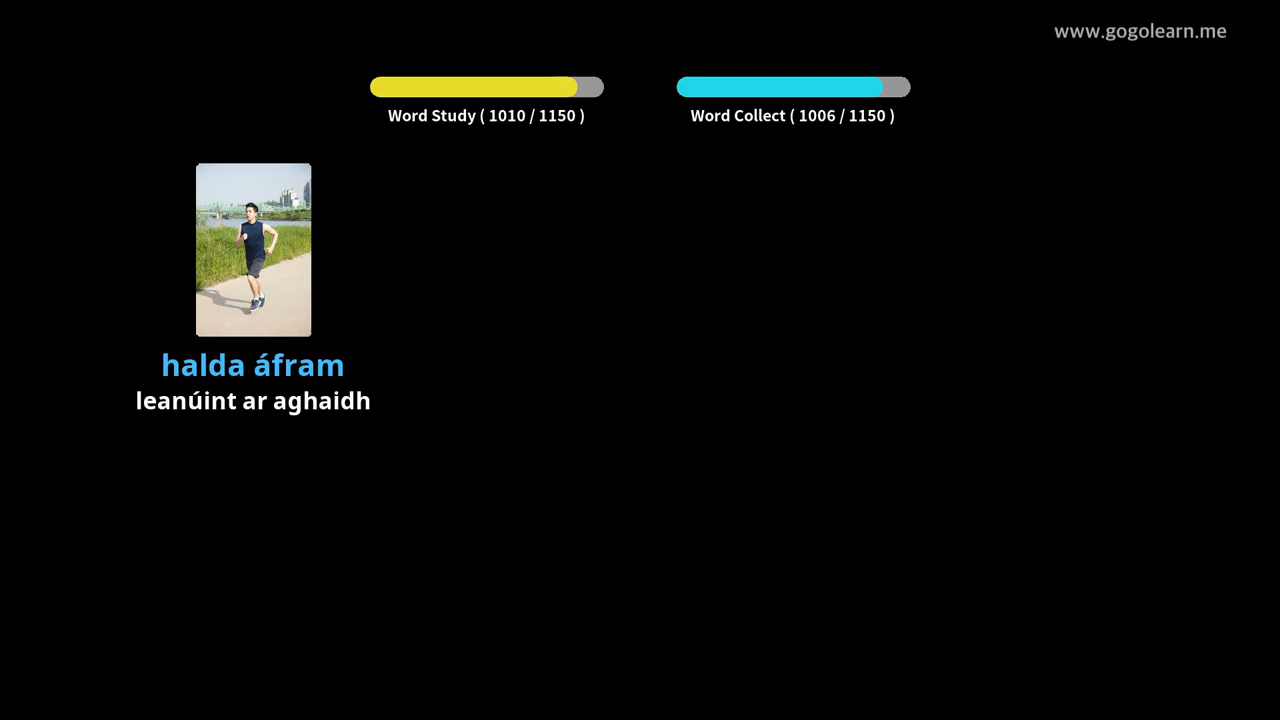 www.gogolearn.me
Word Study ( 1010 / 1150 )
Word Collect ( 1006 / 1150 )
halda áfram
leanúint ar aghaidh